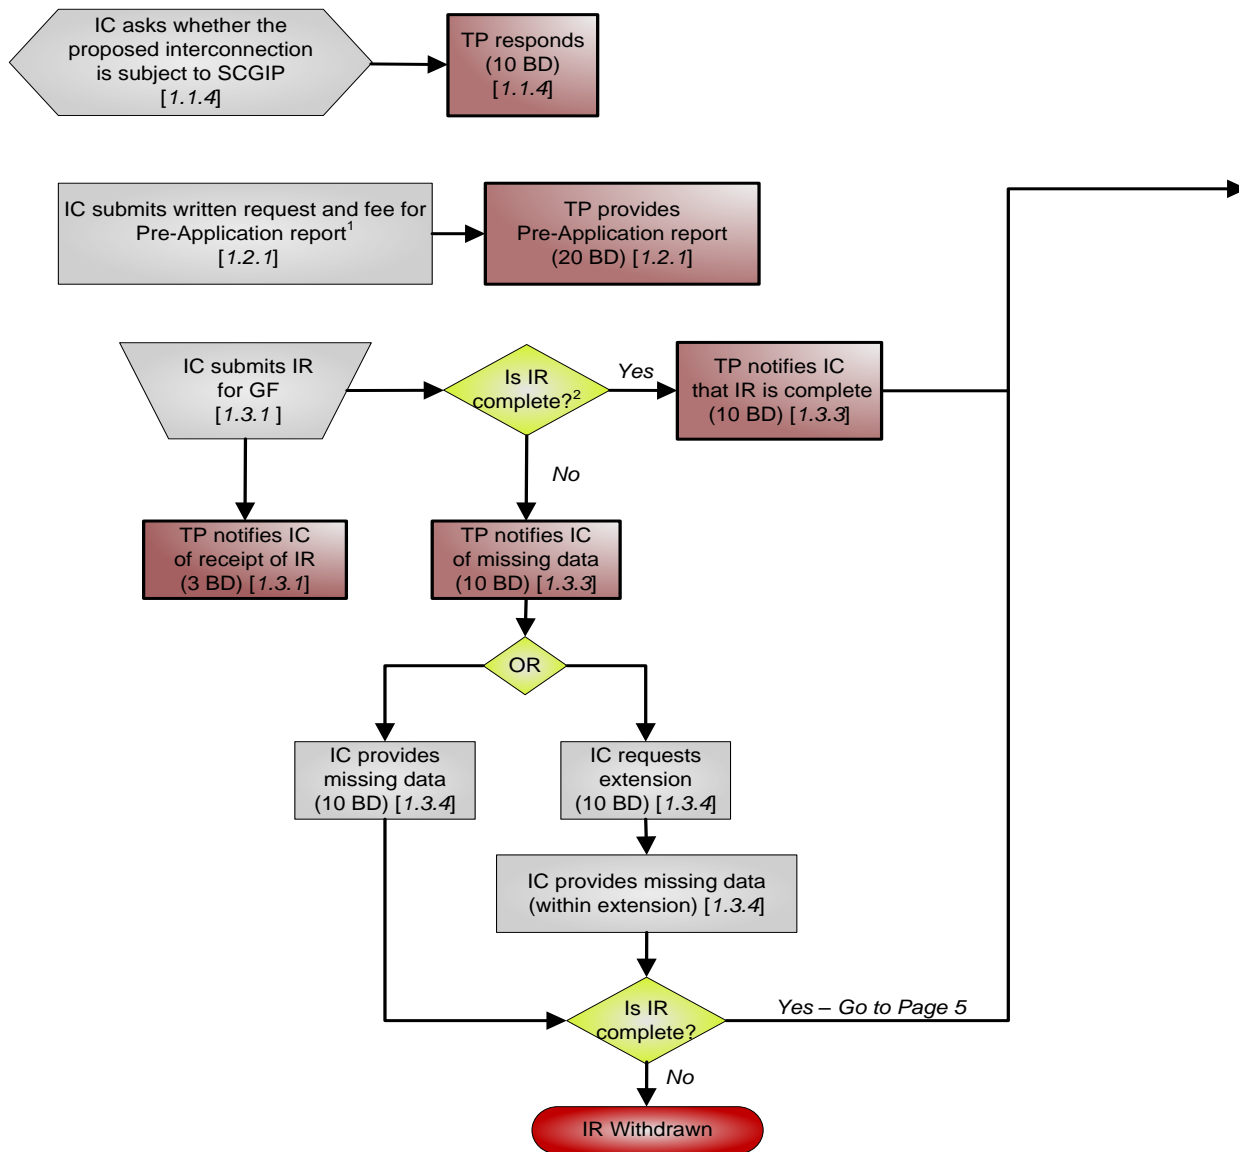 IC asks whether the
proposed interconnection
is subject to SCGIP
[1.1.4]
TP responds
(10 BD)
[1.1.4]
IC submits written request and fee for
Pre-Application report¹
[1.2.1]
TP provides
Pre-Application report
(20 BD) [1.2.1]
IC submits IR
for GF
[1.3.1 ]
Is IR
complete?²
Yes
TP notifies IC
that IR is complete
(10 BD) [1.3.3]
No
TP notifies IC
of receipt of IR
(3 BD) [1.3.1]
TP notifies IC
of missing data
(10 BD) [1.3.3]
OR
IC provides
missing data
(10 BD) [1.3.4]
IC requests
extension
(10 BD) [1.3.4]
IC provides missing data
(within extension) [1.3.4]
Is IR
complete?
Yes – Go to Page 5
No
IR Withdrawn